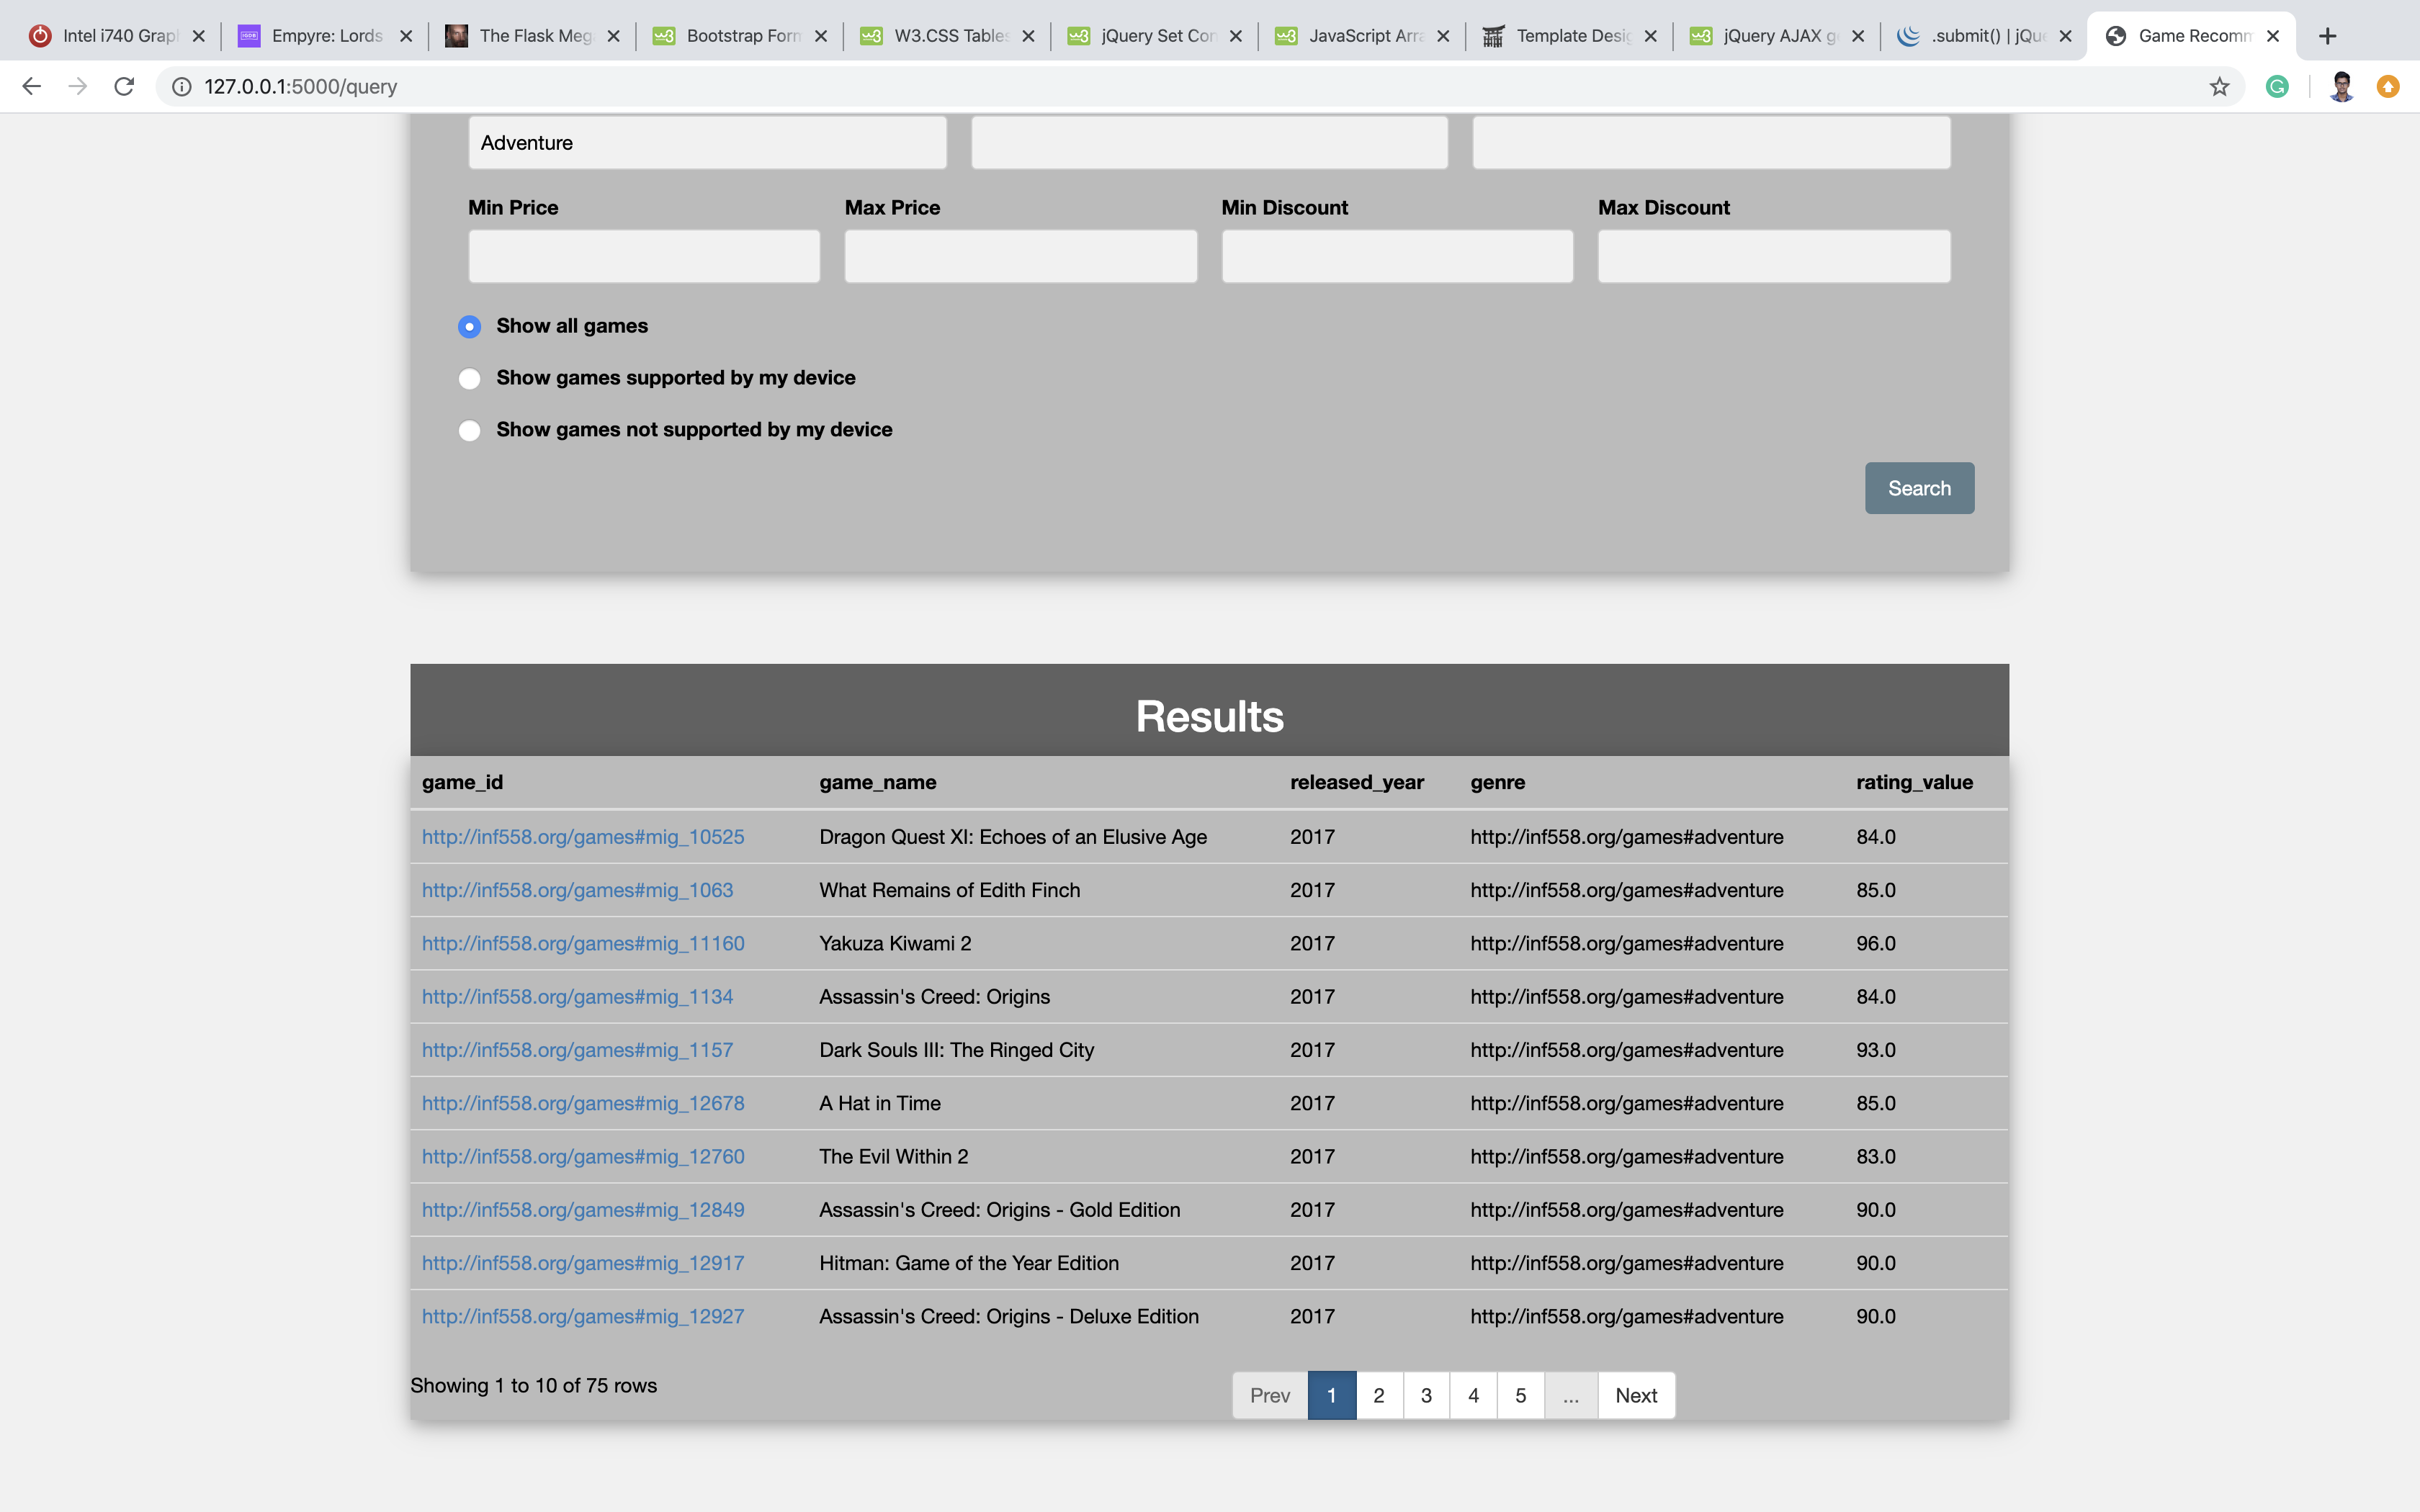 Intel i740 Grap
Empyre: Lords
The Flask Meg
Bootstrap Form
W3.CSS Tables
jQuery Set Con
JavaScript Arra
Template Desig
jQuery AJAX g
.submit() | jQue
Game Recomm
127.0.0.1:5000/query
Adventure
Min Price Max Price Min Discount Max Discount
Show all games
Show games supported by my device
Show games not supported by my device
Search
Results
game_id game_name released_year genre rating_value
http://inf558.org/games#mig_10525 Dragon Quest XI: Echoes of an Elusive Age 2017 http://inf558.org/games#adventure 84.0
http://inf558.org/games#mig_1063 What Remains of Edith Finch 2017 http://inf558.org/games#adventure 85.0
http://inf558.org/games#mig_11160 Yakuza Kiwami 2 2017 http://inf558.org/games#adventure 96.0
http://inf558.org/games#mig_1134 Assassin's Creed: Origins 2017 http://inf558.org/games#adventure 84.0
http://inf558.org/games#mig_1157 Dark Souls III: The Ringed City 2017 http://inf558.org/games#adventure 93.0
http://inf558.org/games#mig_12678 A Hat in Time 2017 http://inf558.org/games#adventure 85.0
http://inf558.org/games#mig_12760 The Evil Within 2 2017 http://inf558.org/games#adventure 83.0
http://inf558.org/games#mig_12849 Assassin's Creed: Origins - Gold Edition 2017 http://inf558.org/games#adventure 90.0
http://inf558.org/games#mig_12917 Hitman: Game of the Year Edition 2017 http://inf558.org/games#adventure 90.0
http://inf558.org/games#mig_12927 Assassin's Creed: Origins - Deluxe Edition 2017 http://inf558.org/games#adventure 90.0
Showing 1 to 10 of 75 rows Prev 1 2 3 4 5 ... Next